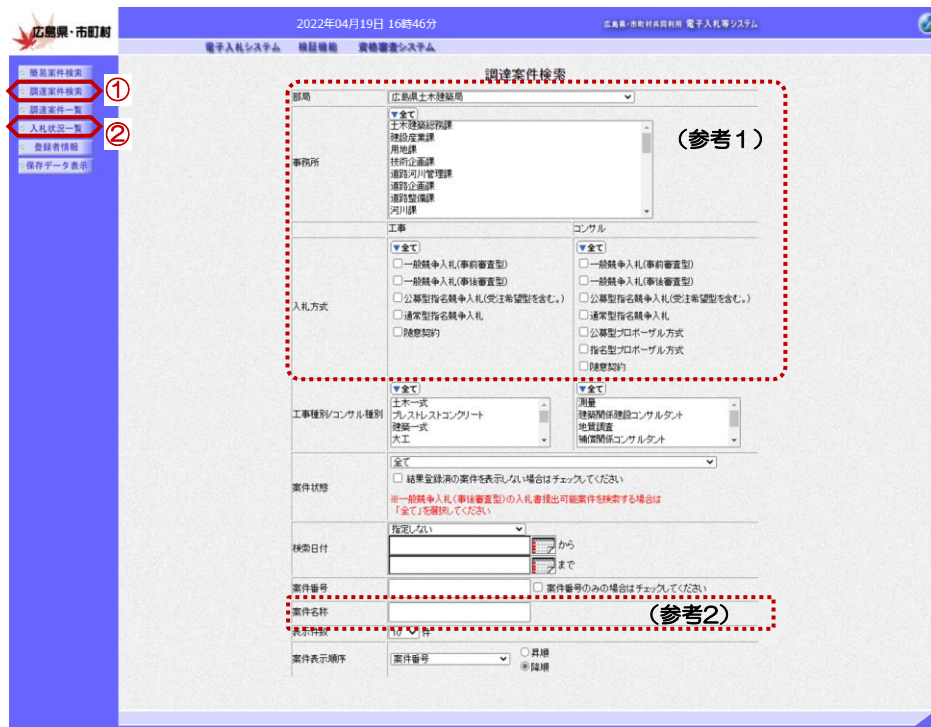 広島県・市町村
2022年04月19日 16時46分
広島県・市町村共同利用 電子入札等システム
電子入札システム 検証機能 資格審査システム
簡易案件検索
調達案件検索 ①
調達案件一覧
入札状況一覧 ②
登録者情報
保存データ表示
調達案件検索
部局 広島県土木建築局
事務所
▼全て
土木建築総務課
建設産業課
用地課
技術企画課
道路河川管理課
道路企画課
道路整備課
河川課
(参考1)
入札方式
工事 コンサル
▼全て ▼全て
一般競争入札(事前審査型) 一般競争入札(事前審査型)
一般競争入札(事後審査型) 一般競争入札(事後審査型)
公募型指名競争入札(受注希望型を含む。) 公募型指名競争入札(受注希望型を含む。)
通常型指名競争入札 通常型指名競争入札
随意契約 公募型プロポーザル方式
指名型プロポーザル方式
随意契約
工事種別/コンサル種別
▼全て ▼全て
土木一式 測量
プレストレストコンクリート 建築関係建設コンサルタント
建築一式 地質調査
大工 補償関係コンサルタント
案件状態
全て
結果登録済の案件を表示しない場合はチェックしてください
※一般競争入札(事後審査型)の入札書提出可能案件を検索する場合は
「全て」を選択してください
検索日付
指定しない
から
まで
案件番号 案件番号のみの場合はチェックしてください
案件名称 (参考2)
表示件数 10 件
案件表示順序 案件番号 昇順
降順